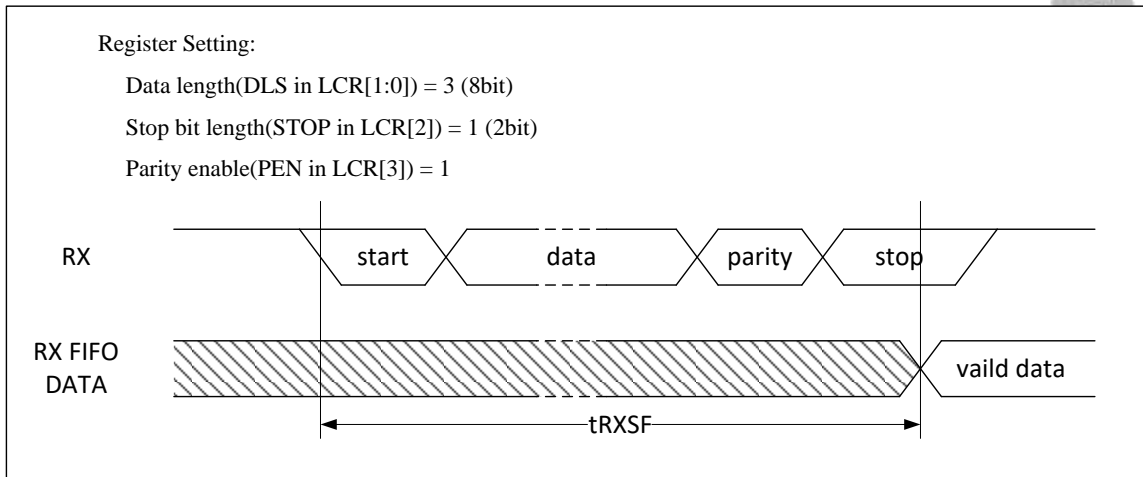 Register Setting:
Data length(DLS in LCR[1:0]) = 3 (8bit)
Stop bit length(STOP in LCR[2]) = 1 (2bit)
Parity enable(PEN in LCR[3]) = 1
RX
start
data
parity
stop
RX FIFO
DATA
vaild data
tRXSF